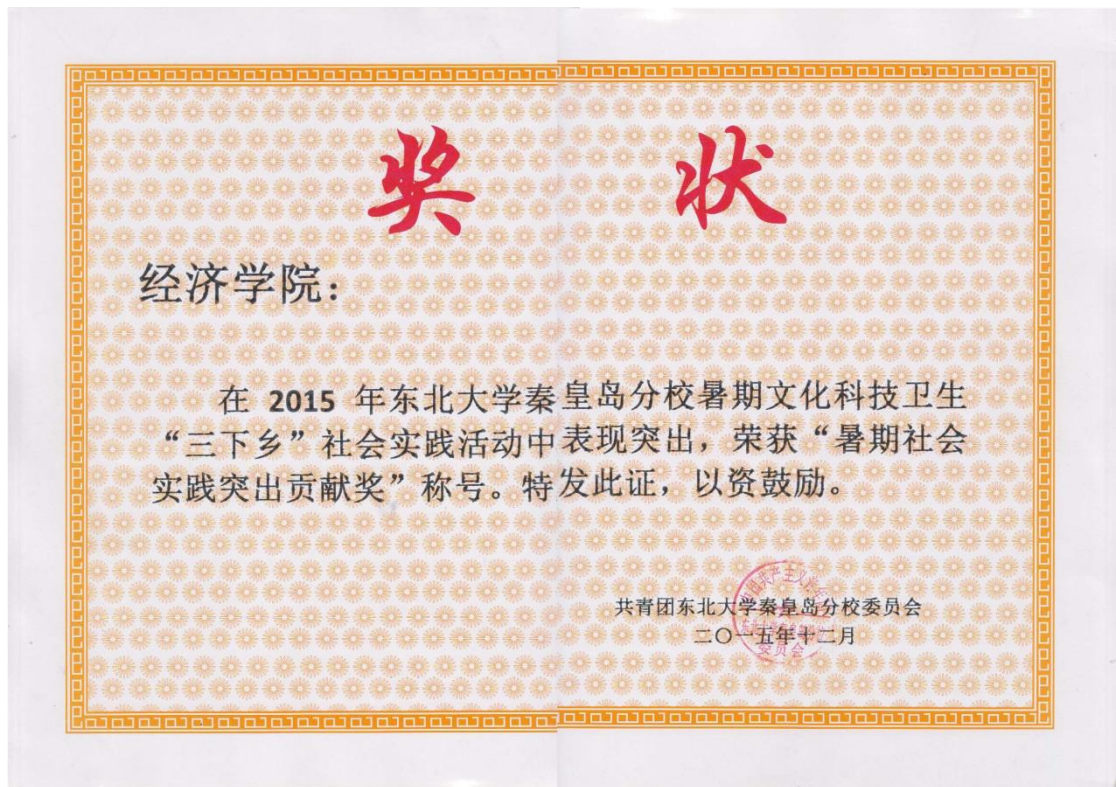 奖状
经济学院：
在 2015 年东北大学秦皇岛分校暑期文化科技卫生
“三下乡”社会实践活动中表现突出，荣获“暑期社会
实践突出贡献奖”称号。特发此证，以资鼓励。
共青团东北大学秦皇岛分校委员会
二〇一五年十二月
委员会